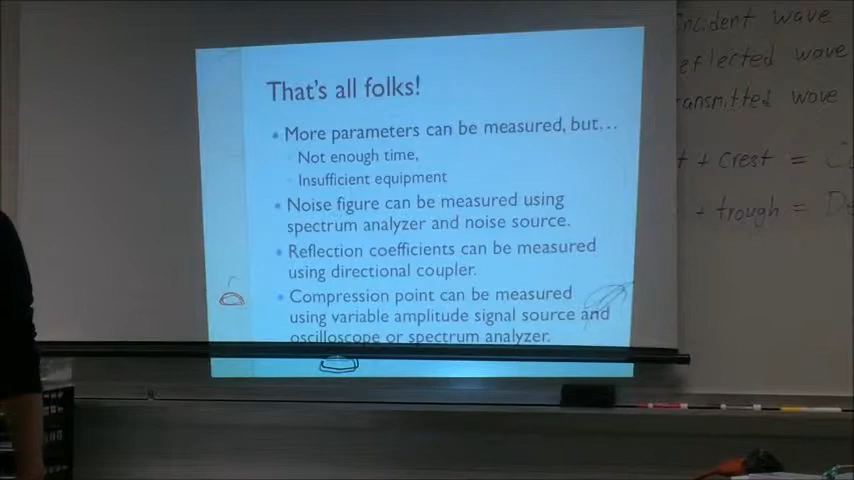 That's all folks!
• More parameters can be measured, but...
Not enough time,
Insufficient equipment
• Noise figure can be measured using
spectrum analyzer and noise source.
• Reflection coefficients can be measured
using directional coupler.
• Compression point can be measured
using variable amplitude signal source and
oscilloscope or spectrum analyzer.
incident wave
eflected wave
ansmitted wave
t + crest =
+ trough = De